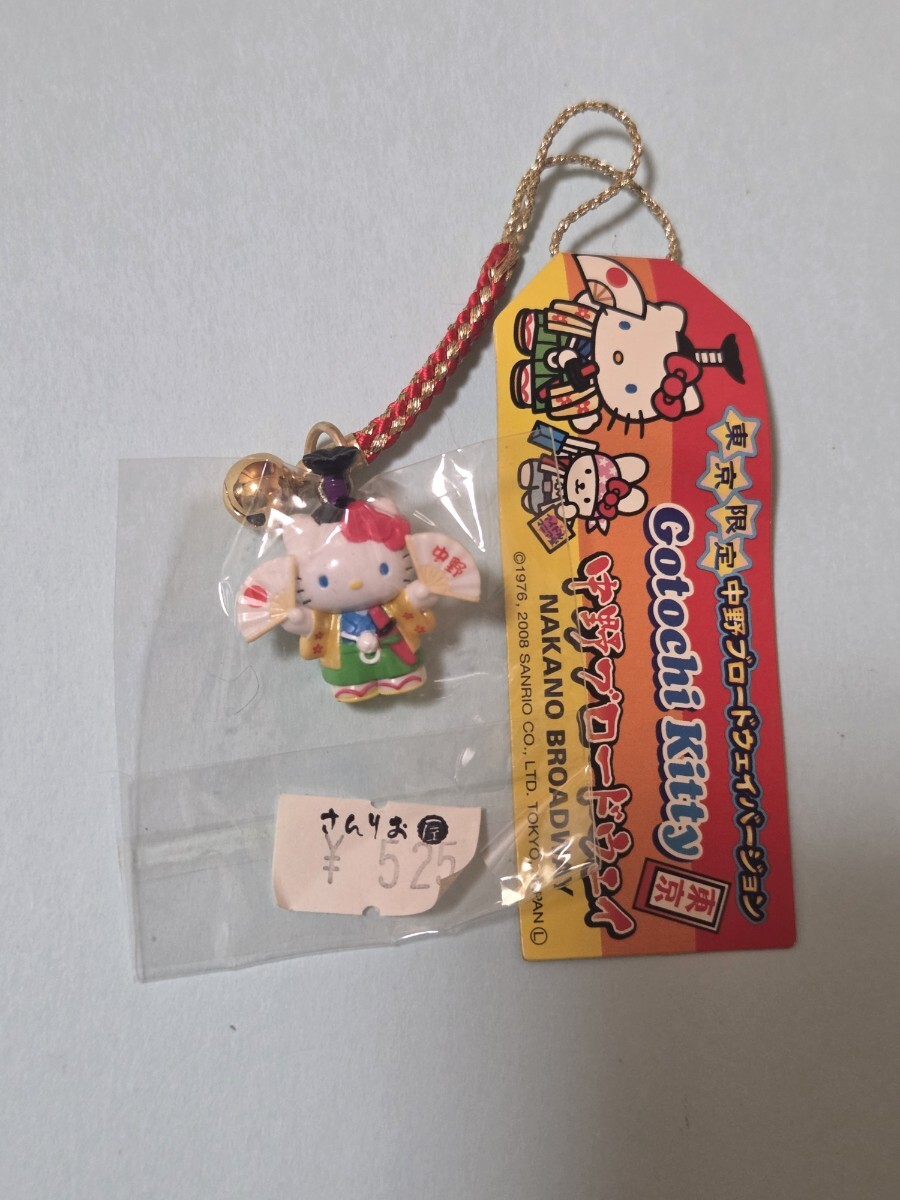 東京限定 中野ブロードウェイバージョン
Gotochi Kitty
東京
中野ブロードウェイ
NAKANO BROADWAY
©1976, 2008 SANRIO CO., LTD. TOKYO, JAPAN Ⓛ
さんりお屋
¥ 525